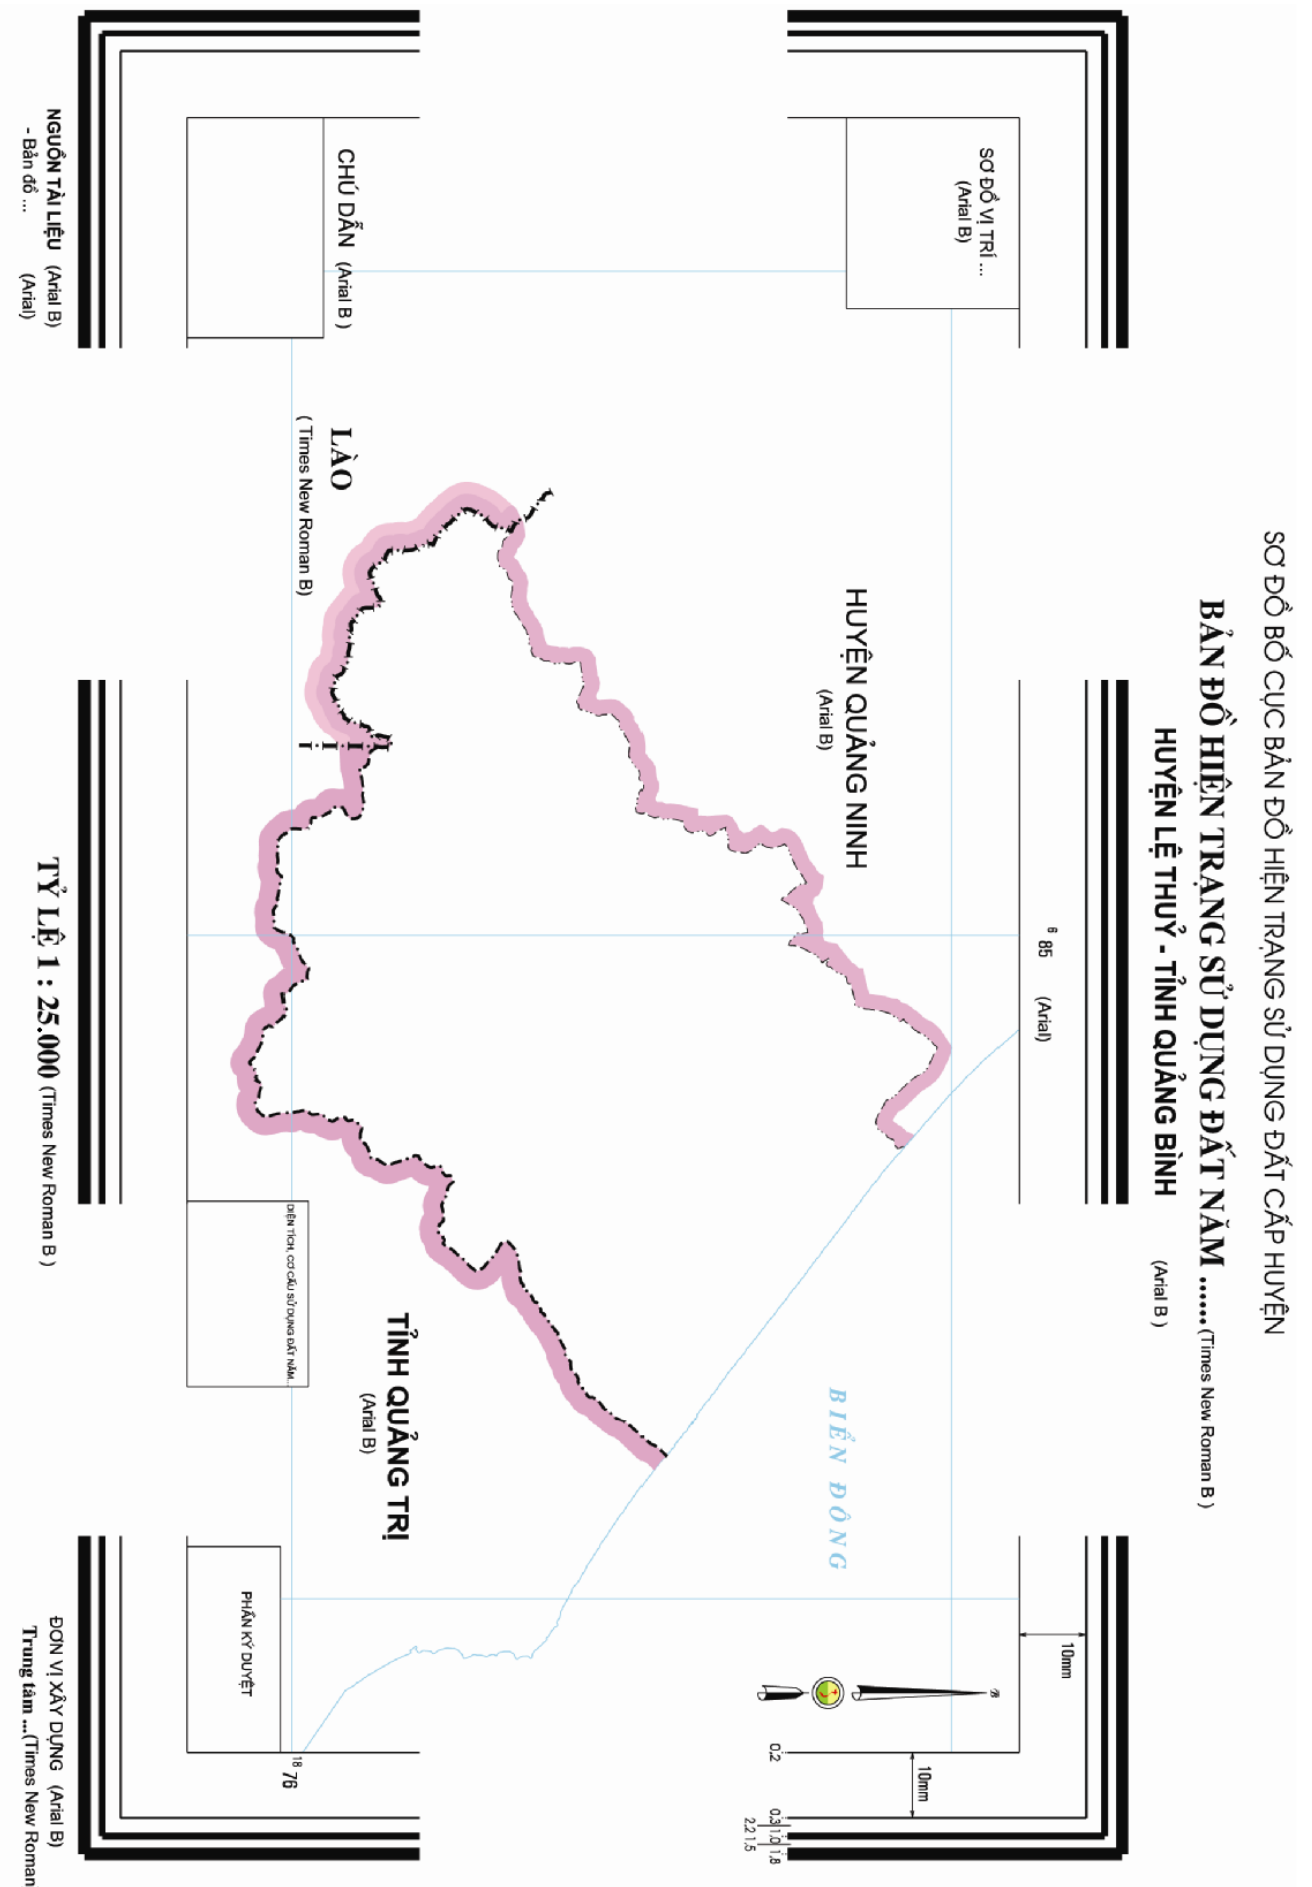 SƠ ĐỒ BỐ CỤC BẢN ĐỒ HIỆN TRẠNG SỬ DỤNG ĐẤT CẤP HUYỆN
BẢN ĐỒ HIỆN TRẠNG SỬ DỤNG ĐẤT NĂM ...... (Times New Roman B )
HUYỆN LỆ THUỶ - TỈNH QUẢNG BÌNH (Arial B )
SƠ ĐỒ VỊ TRÍ ...
(Arial B)
6 85 (Arial)
10mm
B
HUYỆN QUẢNG NINH
(Arial B)
BIỂN ĐÔNG
0.2
10mm
0.3 1.0 1.8
2.2 1.5
LÀO
( Times New Roman B)
TỈNH QUẢNG TRỊ
(Arial B)
CHÚ DẪN (Arial B )
DIỆN TÍCH, CƠ CẤU SỬ DỤNG ĐẤT NĂM...
PHẦN KÝ DUYỆT
18 76
NGUỒN TÀI LIỆU (Arial B)
- Bản đồ ... (Arial)
TỶ LỆ 1 : 25.000 (Times New Roman B )
ĐƠN VỊ XÂY DỰNG (Arial B)
Trung tâm ...(Times New Roman